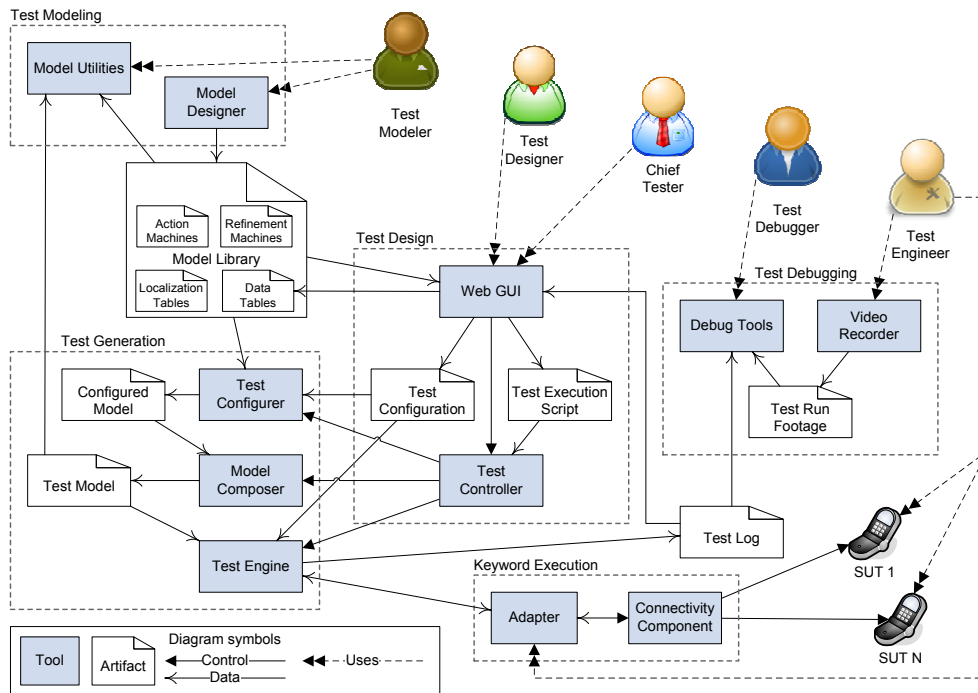 Test Modeling
Model Utilities
Model
Designer
Test
Modeler
Test
Designer
Chief
Tester
Test
Debugger
Test
Engineer
Action
Machines
Refinement
Machines
Model Library
Localization
Tables
Data
Tables
Test Design
Web GUI
Test
Configuration
Test Execution
Script
Test
Controller
Test Debugging
Debug Tools
Video
Recorder
Test Run
Footage
Test Generation
Configured
Model
Test
Configurer
Test Model
Model
Composer
Test Engine
Test Log
Keyword Execution
Adapter
Connectivity
Component
SUT 1
SUT N
Diagram symbols
Tool
Artifact
Control
Data
Uses